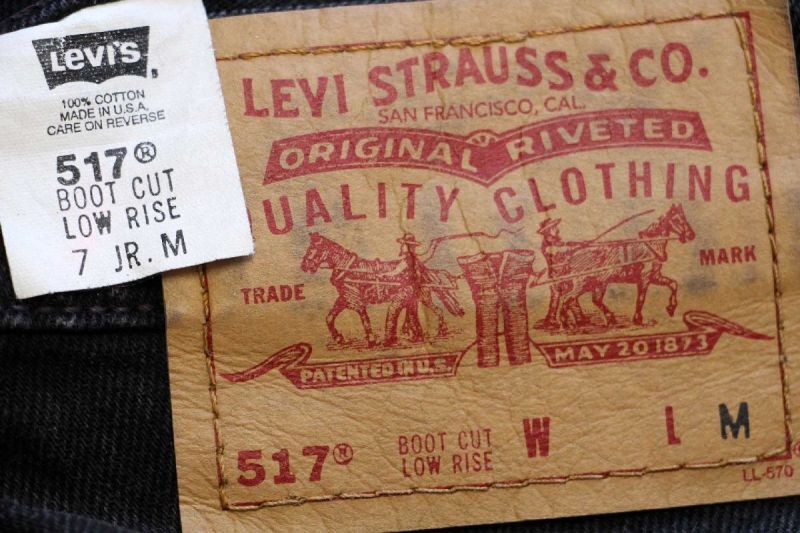 Levi's
100% COTTON
MADE IN U.S.A.
CARE ON REVERSE
517®
BOOT CUT
LOW RISE
7 JR. M
LEVI STRAUSS & CO.
SAN FRANCISCO, CAL.
ORIGINAL RIVETED
UALITY CLOTHING
TRADE MARK
PATENTED IN U.S. MAY 20 1873
517® BOOT CUT LOW RISE W L M
LL-570